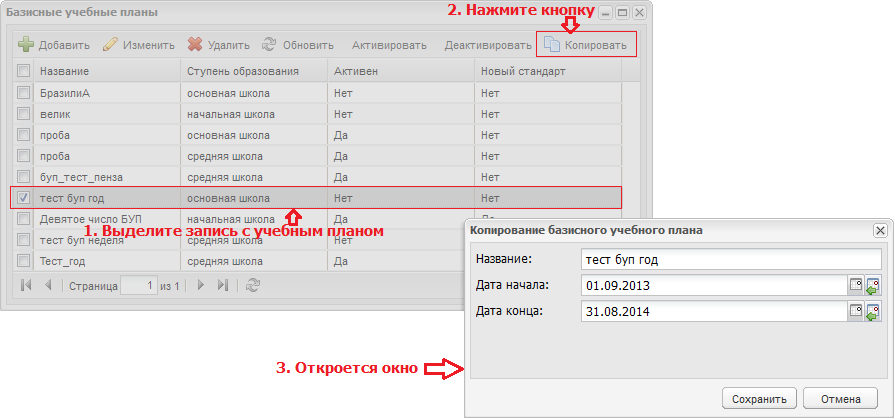 2. Нажмите кнопку
Базисные учебные планы
Добавить Изменить Удалить Обновить Активировать Деактивировать Копировать
Название Ступень образования Активен Новый стандарт
БразилиА основная школа Нет Нет
велик начальная школа Нет Нет
проба основная школа Да Нет
проба средняя школа Да Нет
буп_тест_пенза средняя школа Да Нет
тест буп год основная школа Нет Нет
Девятое число БУП начальная школа Да Да
1. Выделите запись с учебным планом
тест буп неделя средняя школа Нет
Тест_год средняя школа Да
Страница 1 из 1
Копирование базисного учебного плана
Название: тест буп год
Дата начала: 01.09.2013
Дата конца: 31.08.2014
3. Откроется окно
Сохранить Отмена